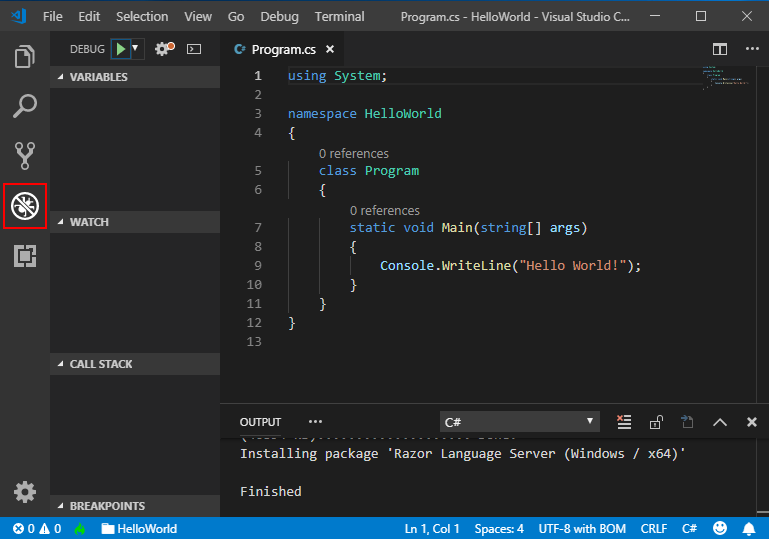 File Edit Selection View Go Debug Terminal Program.cs - HelloWorld - Visual Studio C...
DEBUG
VARIABLES
WATCH
CALL STACK
BREAKPOINTS
Program.cs
1 using System;
2
3 namespace HelloWorld
4 {
0 references
5 class Program
6 {
0 references
7 static void Main(string[] args)
8 {
9 Console.WriteLine("Hello World!");
10 }
11 }
12 }
13
OUTPUT ... C#
Installing package 'Razor Language Server (Windows / x64)'
Finished
0 0 HelloWorld Ln 1, Col 1 Spaces: 4 UTF-8 with BOM CRLF C#